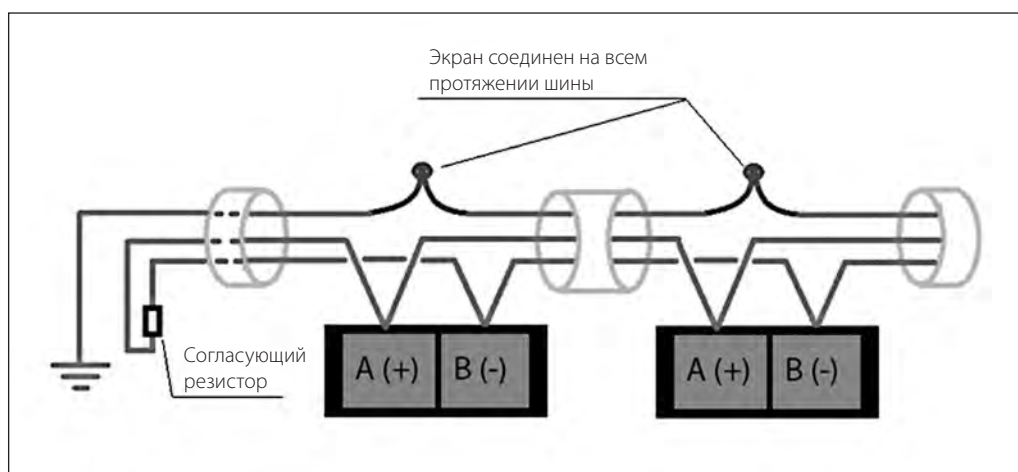 Экран соединен на всем
протяжении шины
Согласующий
резистор
A (+) B (-)
A (+) B (-)